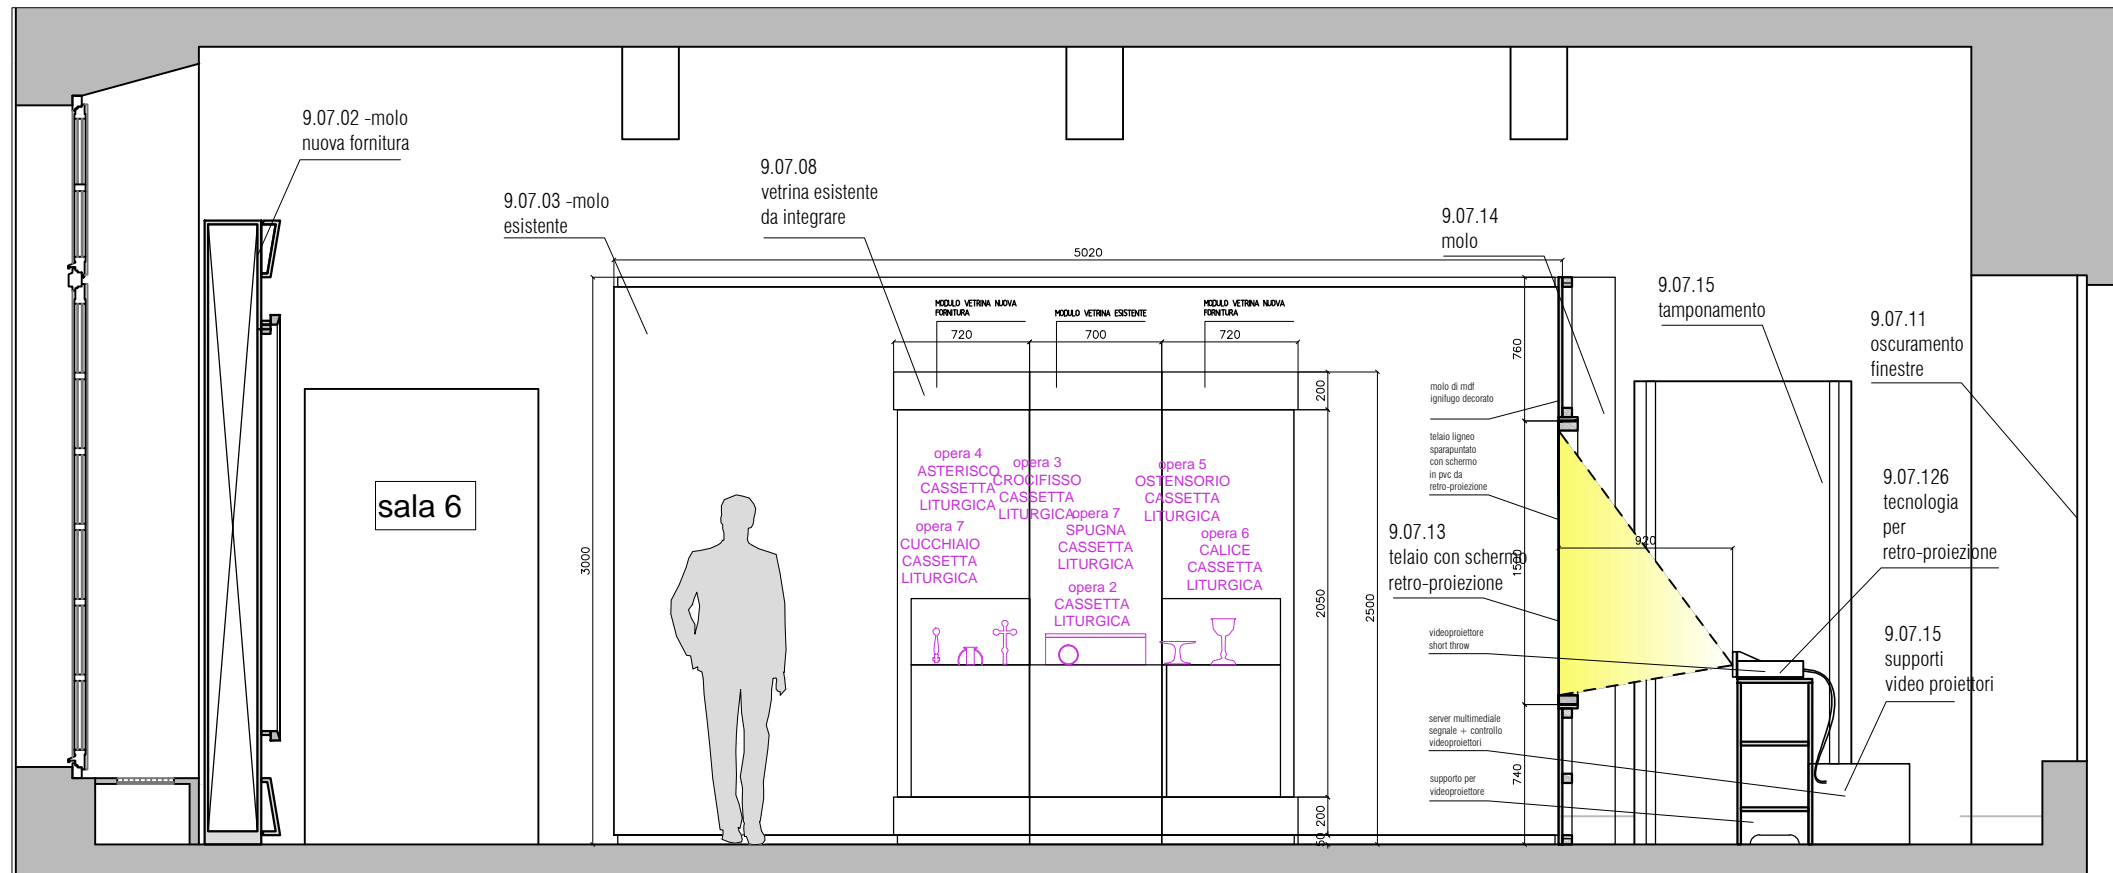 9.07.02 -molo
nuova fornitura
9.07.03 -molo
esistente
9.07.08
vetrina esistente
da integrare
5020
9.07.14
molo
9.07.15
tamponamento
9.07.11
oscuramento
finestre
MODULO VETRINA NUOVA
FORNITURA
MODULO VETRINA ESISTENTE
MODULO VETRINA NUOVA
FORNITURA
720
700
720
200
760
molo di mdf
ignifugo decorato
telaio ligneo
sparapuntato
con schermo
in pvc da
retro-proiezione
opera 4
ASTERISCO
CASSETTA
LITURGICA
opera 3
CROCIFISSO
CASSETTA
LITURGICA
opera 5
OSTENSORIO
CASSETTA
LITURGICA
opera 7
CUCCHIAIO
CASSETTA
LITURGICA
opera 7
SPUGNA
CASSETTA
LITURGICA
opera 6
CALICE
CASSETTA
LITURGICA
opera 2
CASSETTA
LITURGICA
sala 6
3000
2050
2500
9.07.13
telaio con schermo
retro-proiezione
1500
920
9.07.126
tecnologia
per
retro-proiezione
videoproiettore
short throw
9.07.15
supporti
video proiettori
server multimediale
segnale + controllo
videoproiettori
supporto per
videoproiettore
740
200
50